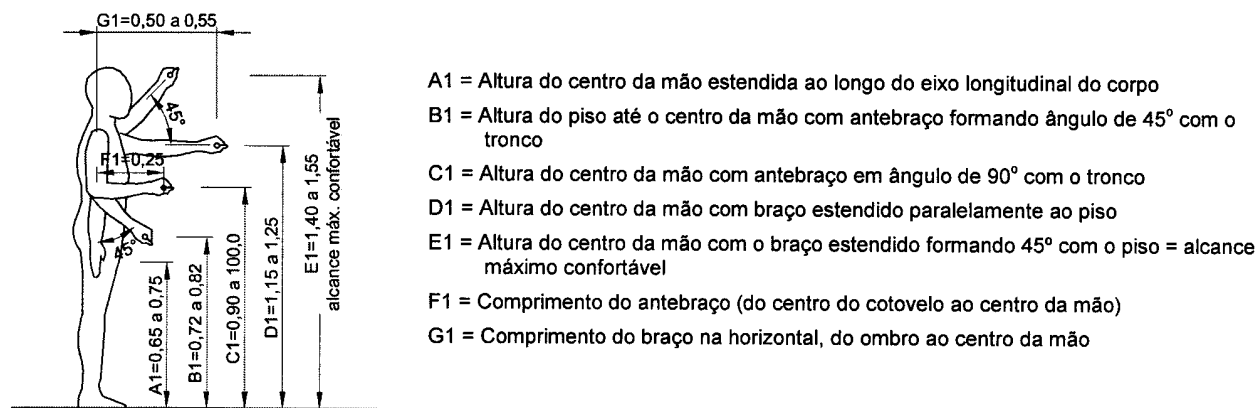 G1=0,50 a 0,55
45º
F1=0,25
45º
A1=0,65 a 0,75
B1=0,72 a 0,82
C1=0,90 a 100,0
D1=1,15 a 1,25
E1=1,40 a 1,55
alcance máx. confortável
A1 = Altura do centro da mão estendida ao longo do eixo longitudinal do corpo
B1 = Altura do piso até o centro da mão com antebraço formando ângulo de 45º com o
tronco
C1 = Altura do centro da mão com antebraço em ângulo de 90º com o tronco
D1 = Altura do centro da mão com braço estendido paralelamente ao piso
E1 = Altura do centro da mão com o braço estendido formando 45º com o piso = alcance
máximo confortável
F1 = Comprimento do antebraço (do centro do cotovelo ao centro da mão)
G1 = Comprimento do braço na horizontal, do ombro ao centro da mão